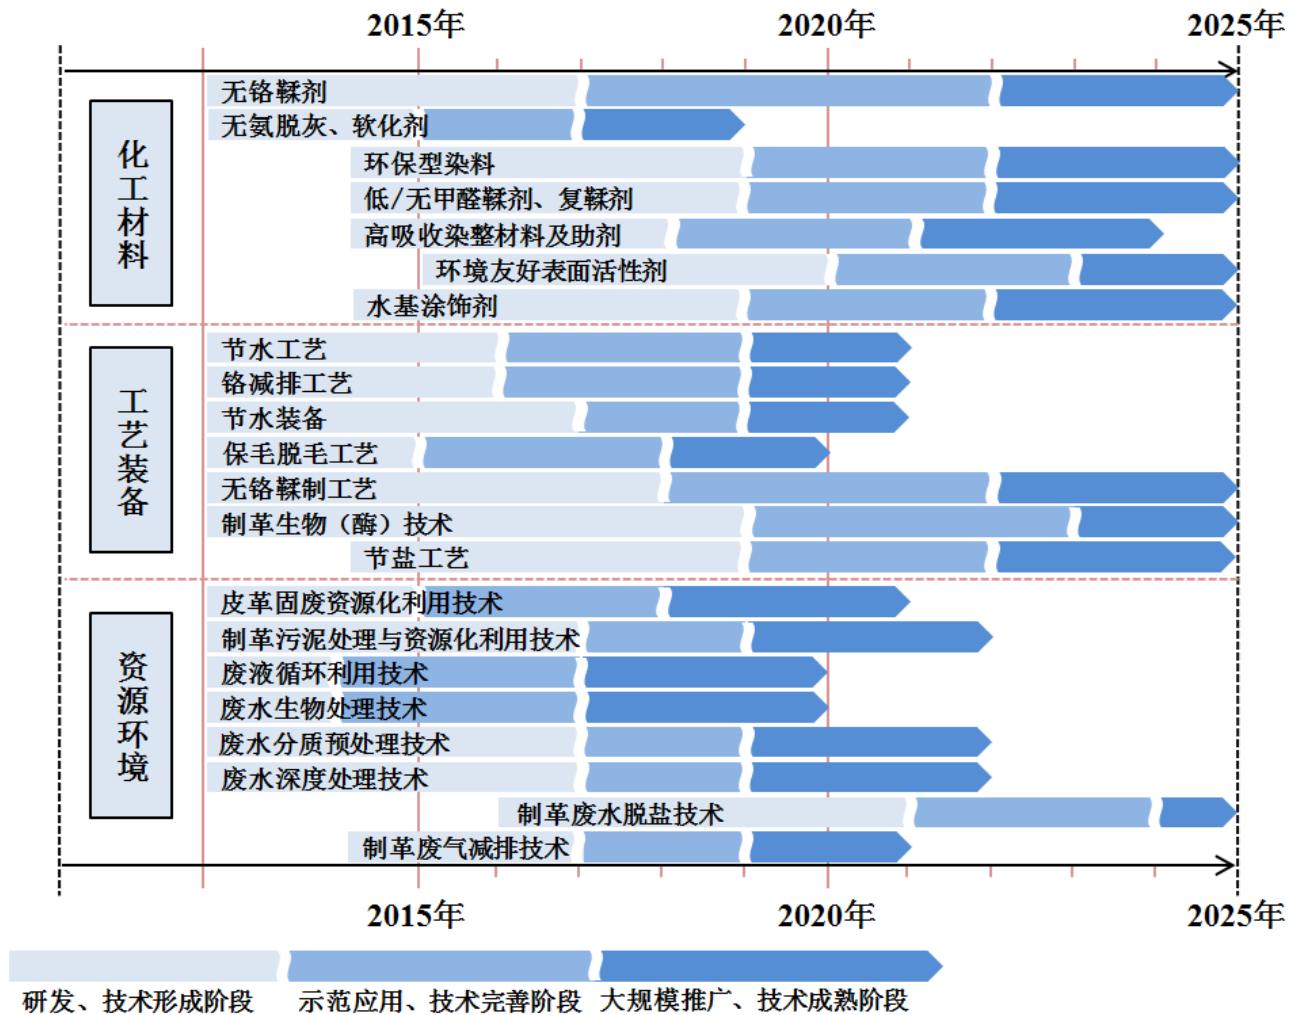 2015年 2020年 2025年
化工材料
无铬鞣剂
无氨脱灰、软化剂
环保型染料
低/无甲醛鞣剂、复鞣剂
高吸收染整材料及助剂
环境友好表面活性剂
水基涂饰剂
工艺装备
节水工艺
铬减排工艺
节水装备
保毛脱毛工艺
无铬鞣制工艺
制革生物（酶）技术
节盐工艺
资源环境
皮革固废资源化利用技术
制革污泥处理与资源化利用技术
废液循环利用技术
废水生物处理技术
废水分质预处理技术
废水深度处理技术
制革废水脱盐技术
制革废气减排技术
2015年 2020年 2025年
研发、技术形成阶段 示范应用、技术完善阶段 大规模推广、技术成熟阶段